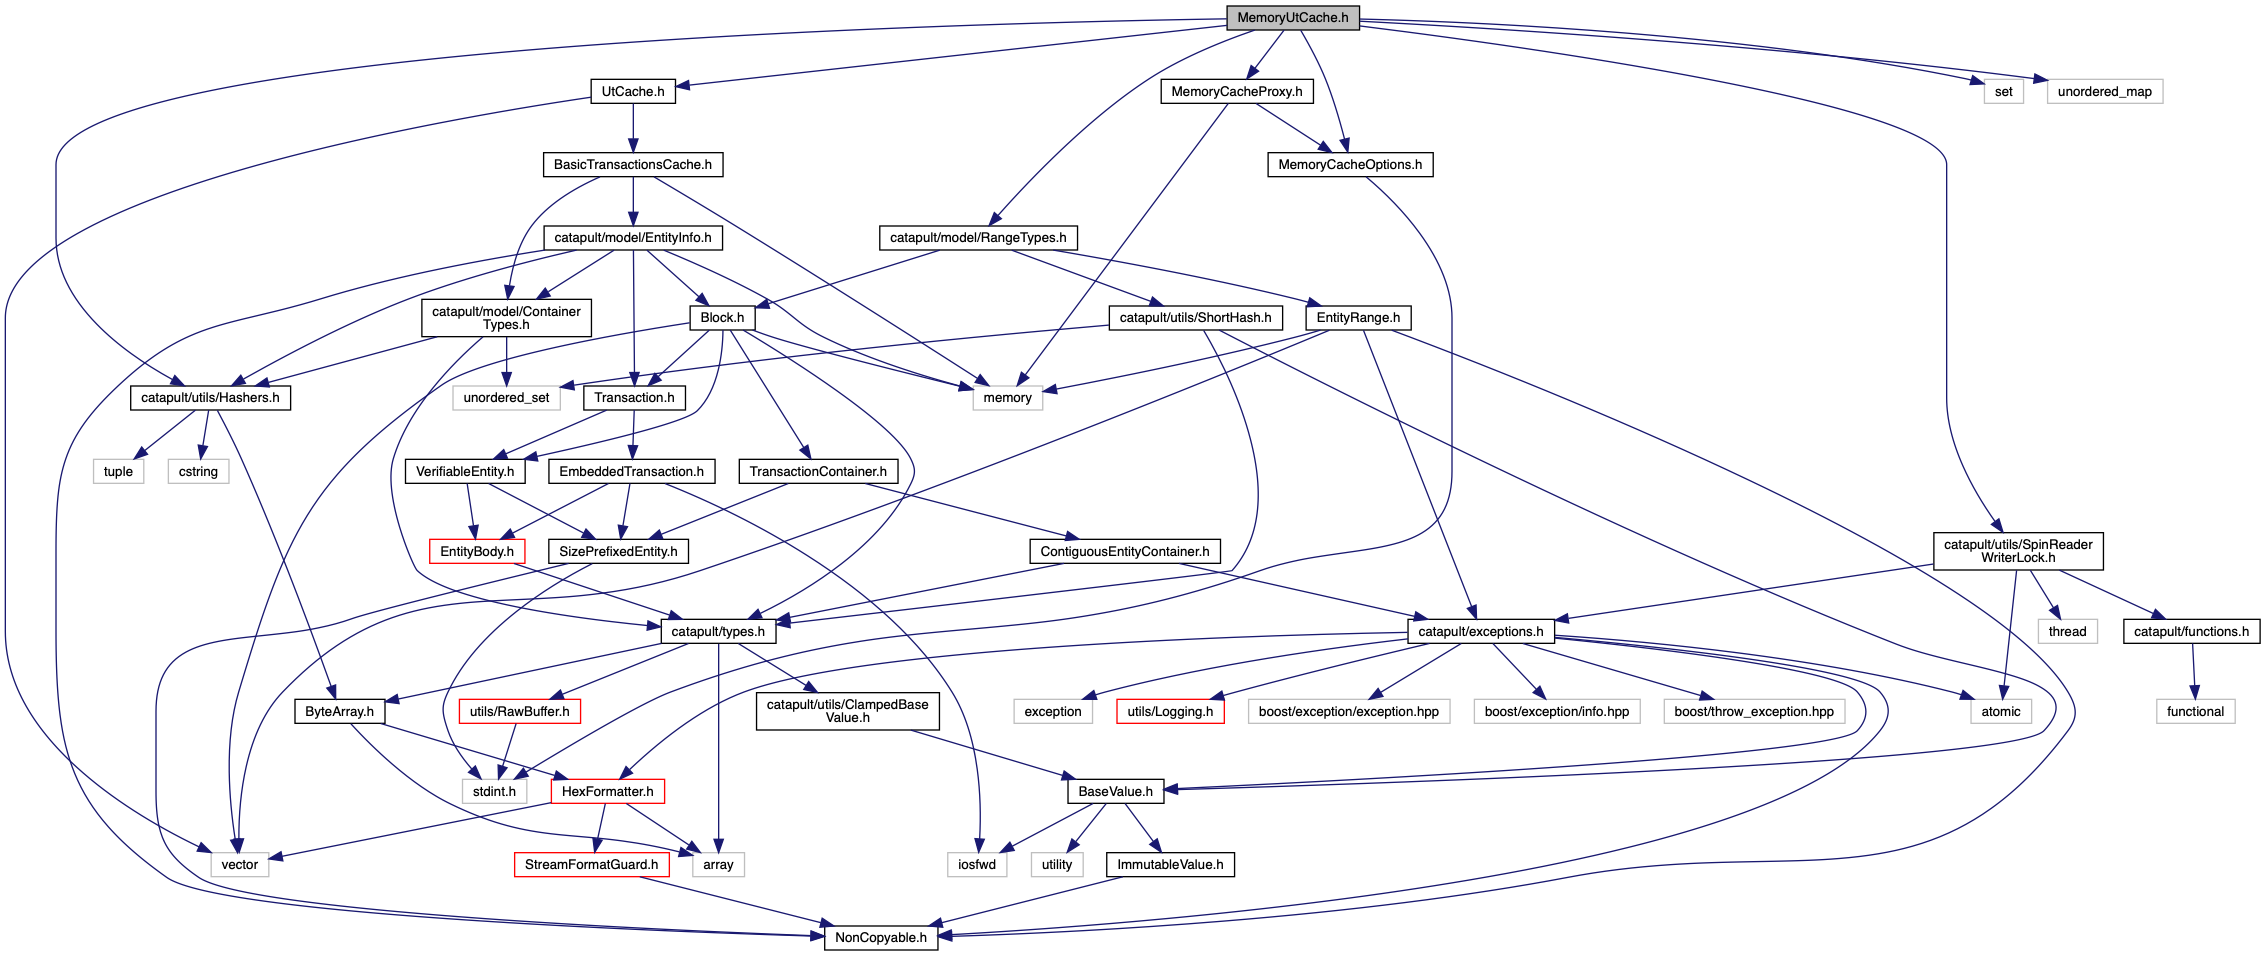 MemoryUtCache.h
UtCache.h
MemoryCacheProxy.h
set
unordered_map
BasicTransactionsCache.h
MemoryCacheOptions.h
catapult/model/EntityInfo.h
catapult/model/RangeTypes.h
catapult/model/Container
Types.h
Block.h
catapult/utils/ShortHash.h
EntityRange.h
catapult/utils/Hashers.h
unordered_set
Transaction.h
memory
tuple
cstring
VerifiableEntity.h
EmbeddedTransaction.h
TransactionContainer.h
EntityBody.h
SizePrefixedEntity.h
ContiguousEntityContainer.h
catapult/utils/SpinReader
WriterLock.h
catapult/types.h
catapult/exceptions.h
thread
catapult/functions.h
ByteArray.h
utils/RawBuffer.h
catapult/utils/ClampedBase
Value.h
exception
utils/Logging.h
boost/exception/exception.hpp
boost/exception/info.hpp
boost/throw_exception.hpp
atomic
functional
stdint.h
HexFormatter.h
BaseValue.h
vector
StreamFormatGuard.h
array
iosfwd
utility
ImmutableValue.h
NonCopyable.h